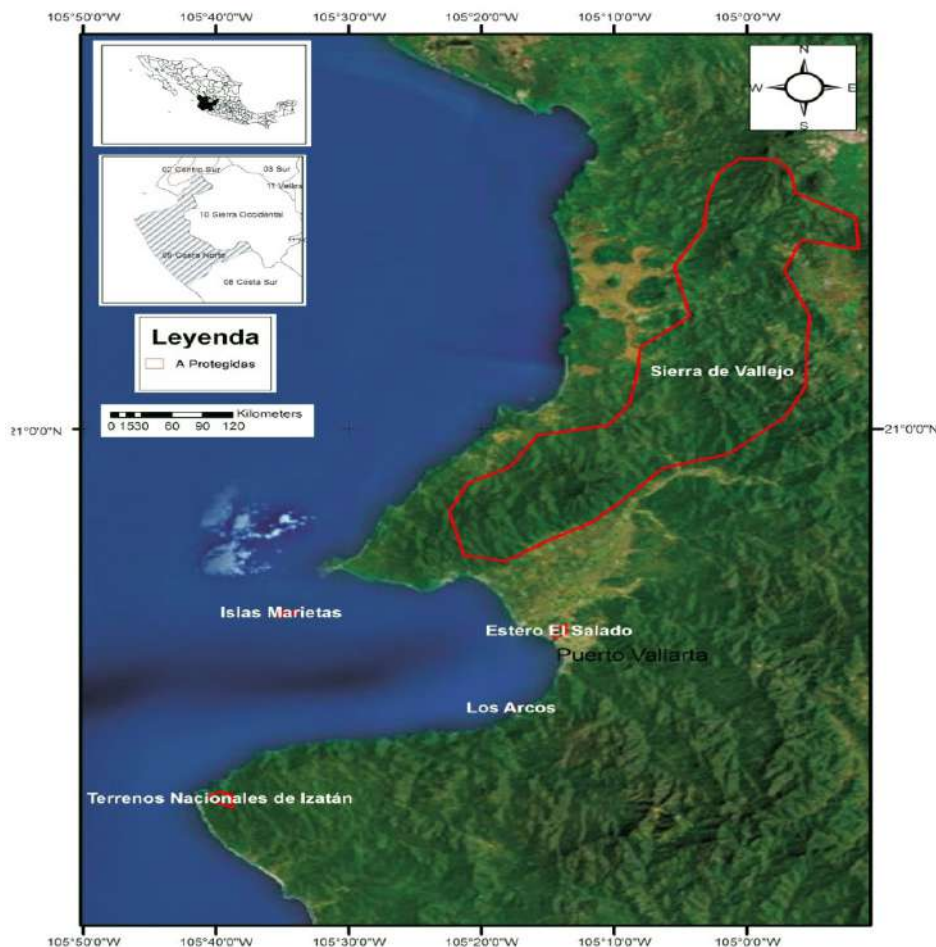 105°50'0"W 105°40'0"W 105°30'0"W 105°20'0"W 105°10'0"W 105°0'0"W
N
W E
S
02 Centro Sur
03 Sur
11 Valles
10 Sierra Occidental
09 Costa Norte
08 Costa Sur
Leyenda
A Protegidas
Kilometers
0 1530 60 90 120
Sierra de Vallejo
21°0'0"N 21°0'0"N
Islas Marietas
Estero El Salado
Puerto Vallarta
Los Arcos
Terrenos Nacionales de Izatán
105°50'0"W 105°40'0"W 105°30'0"W 105°20'0"W 105°10'0"W 105°0'0"W